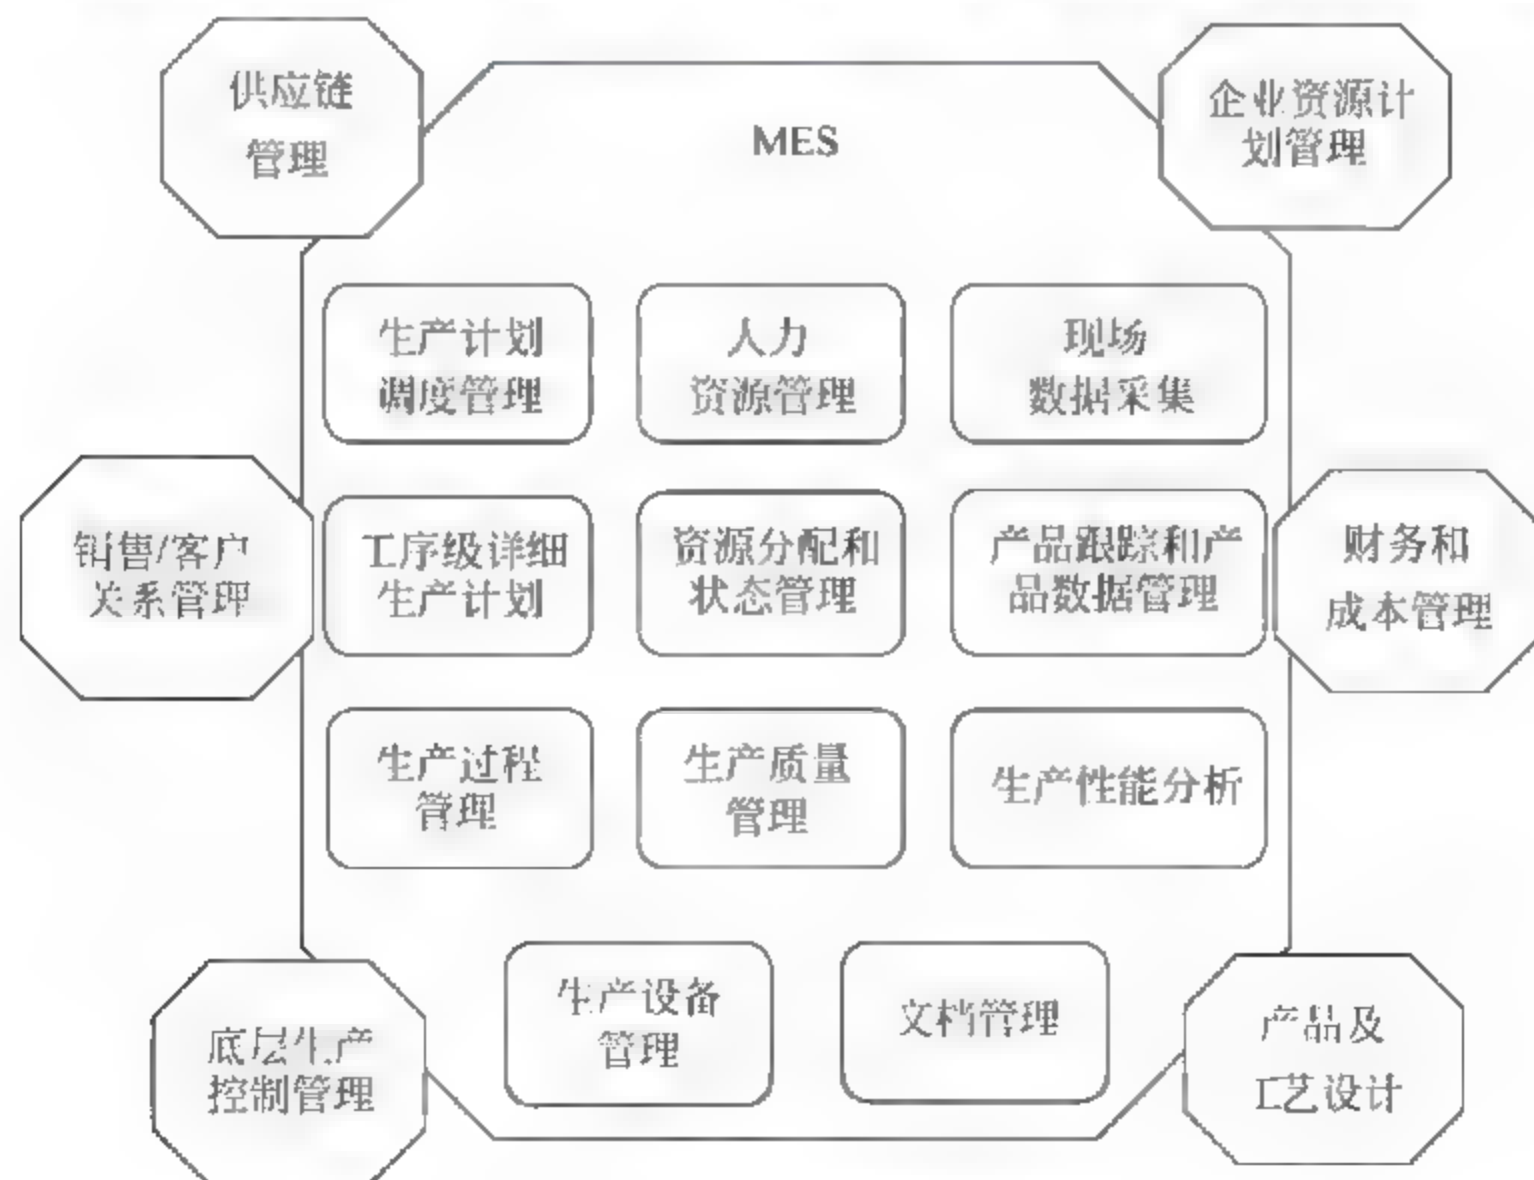 供应链
管理
MES
企业资源计
划管理
生产计划
调度管理
人力
资源管理
现场
数据采集
销售/客户
关系管理
工序级详细
生产计划
资源分配和
状态管理
产品跟踪和产
品数据管理
财务和
成本管理
生产过程
管理
生产质量
管理
生产性能分析
底层生产
控制管理
生产设备
管理
文档管理
产品及
工艺设计